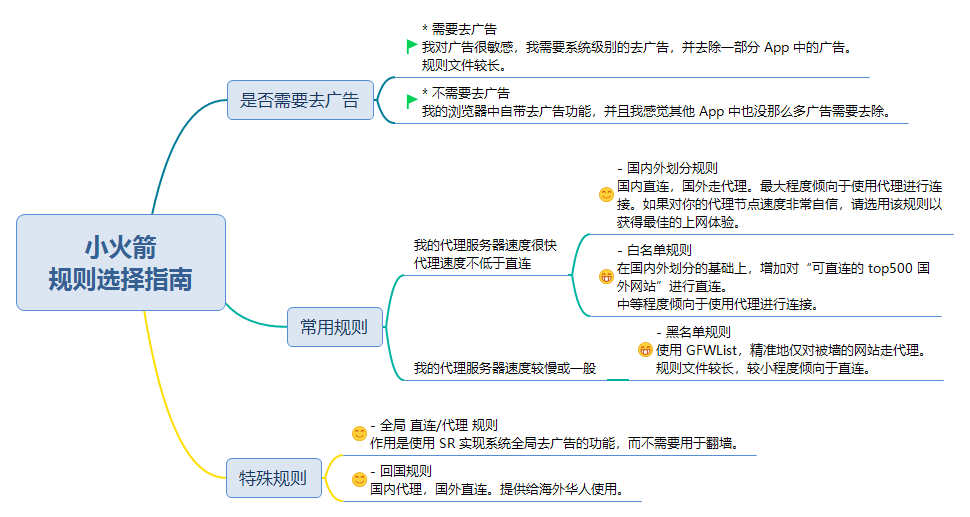 小火箭
规则选择指南
是否需要去广告
* 需要去广告
我对广告很敏感，我需要系统级别的去广告，并去除一部分 App 中的广告。
规则文件较长。
* 不需要去广告
我的浏览器中自带去广告功能，并且我感觉其他 App 中也没那么多广告需要去除。
常用规则
我的代理服务器速度很快
代理速度不低于直连
- 国内外划分规则
国内直连，国外走代理。最大程度倾向于使用代理进行连
接。如果对你的代理节点速度非常自信，请选用该规则以
获得最佳的上网体验。
- 白名单规则
在国内外划分的基础上，增加对“可直连的 top500 国
外网站”进行直连。
中等程度倾向于使用代理进行连接。
我的代理服务器速度较慢或一般
- 黑名单规则
使用 GFWList，精准地仅对被墙的网站走代理。
规则文件较长，较小程度倾向于直连。
特殊规则
- 全局 直连/代理 规则
作用是使用 SR 实现系统全局去广告的功能，而不需要用于翻墙。
- 回国规则
国内代理，国外直连。提供给海外华人使用。